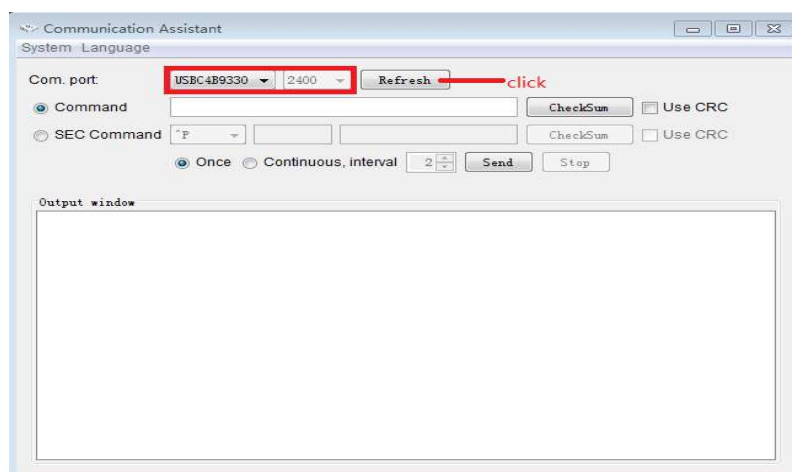 Communication Assistant
System Language
Com. port: USBC4B9330 2400 Refresh click
Command CheckSum Use CRC
SEC Command ^P CheckSum Use CRC
Once Continuous, interval 2 Send Stop
Output window